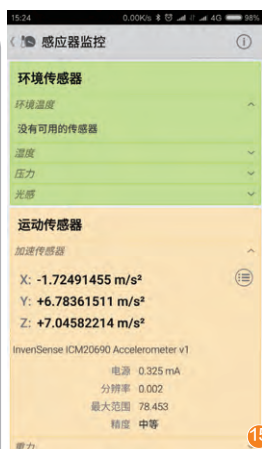 15:24 0.00K/s 4G 98%
感应器监控
环境传感器
环境温度
没有可用的传感器
温度
压力
光感
运动传感器
加速传感器
X: -1.72491455 m/s²
Y: +6.78361511 m/s²
Z: +7.04582214 m/s²
InvenSense ICM20690 Accelerometer v1
电源 0.325 mA
分辨率 0.002
最大范围 78.453
精度 中等
重力
15